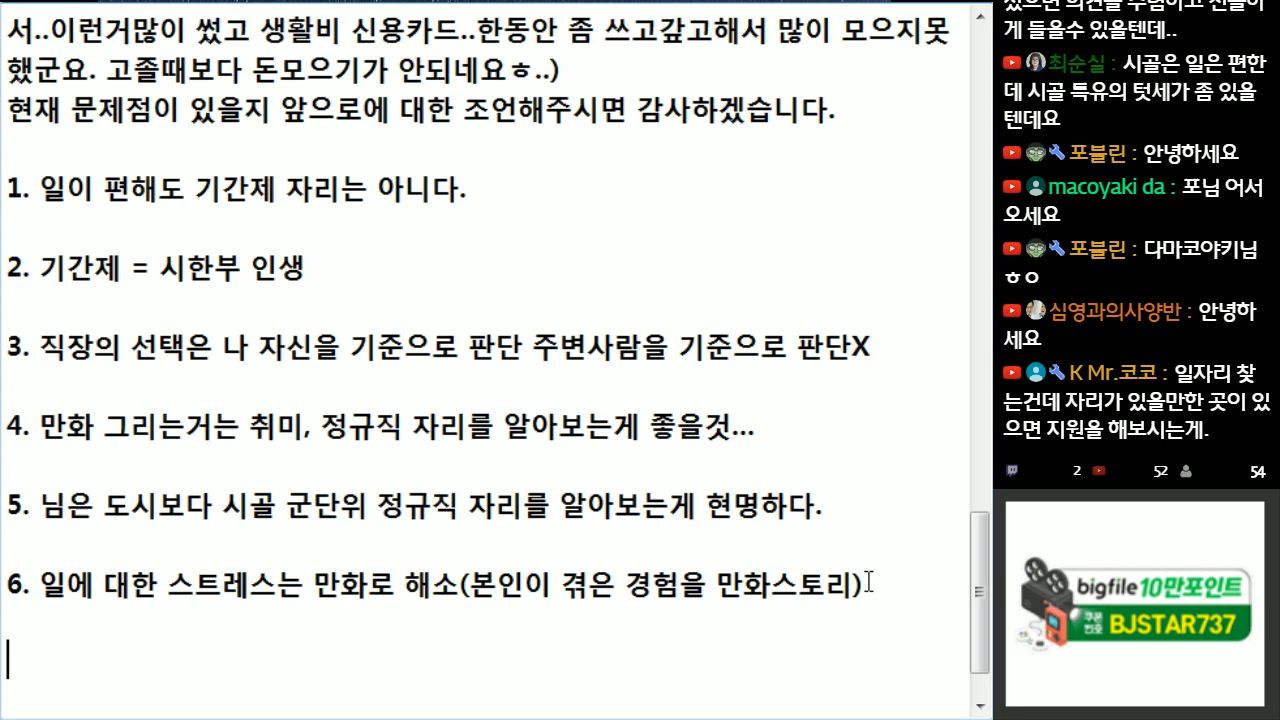 서..이런거많이 썼고 생활비 신용카드..한동안 좀 쓰고갚고해서 많이 모으지못
했군요. 고졸때보다 돈모으기가 안되네요ㅎ..)
현재 문제점이 있을지 앞으로에 대한 조언해주시면 감사하겠습니다.
1. 일이 편해도 기간제 자리는 아니다.
2. 기간제 = 시한부 인생
3. 직장의 선택은 나 자신을 기준으로 판단 주변사람을 기준으로 판단X
4. 만화 그리는거는 취미, 정규직 자리를 알아보는게 좋을것...
5. 님은 도시보다 시골 군단위 정규직 자리를 알아보는게 현명하다.
6. 일에 대한 스트레스는 만화로 해소(본인이 겪은 경험을 만화스토리)
게 들을수 있을텐데..
최순실 : 시골은 일은 편한
데 시골 특유의 텃세가 좀 있을
텐데요
포블린 : 안녕하세요
macoyaki da : 포님 어서
오세요
포블린 : 다마코야키님
ㅎㅇ
심영과의사양반 : 안녕하
세요
K Mr.코코 : 일자리 찾
는건데 자리가 있을만한 곳이 있
으면 지원을 해보시는게.
2 52 54
bigfile 10만포인트
쿠폰
번호 BJSTAR737